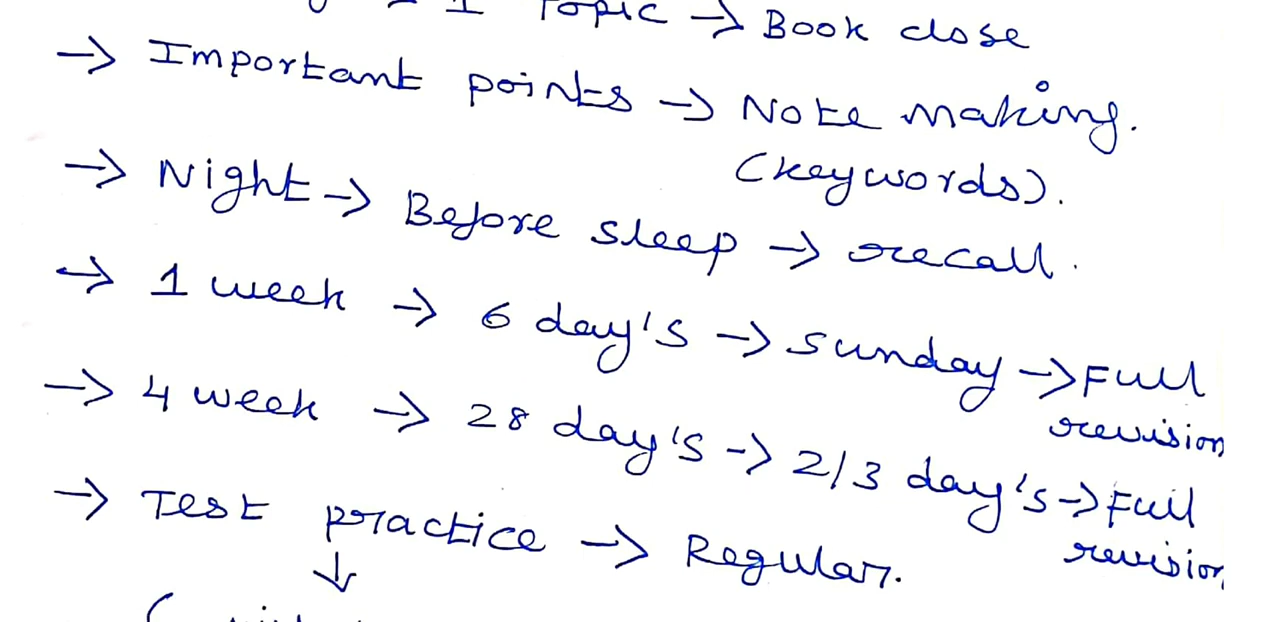 1 Topic → Book close
→ Important points → Note making.
(keywords).
→ Night → Before sleep → recall.
→ 1 week → 6 day's → sunday → Full
revision
→ 4 week → 28 day's → 2/3 day's → Full
revision
→ Test practice → Regular.
↓